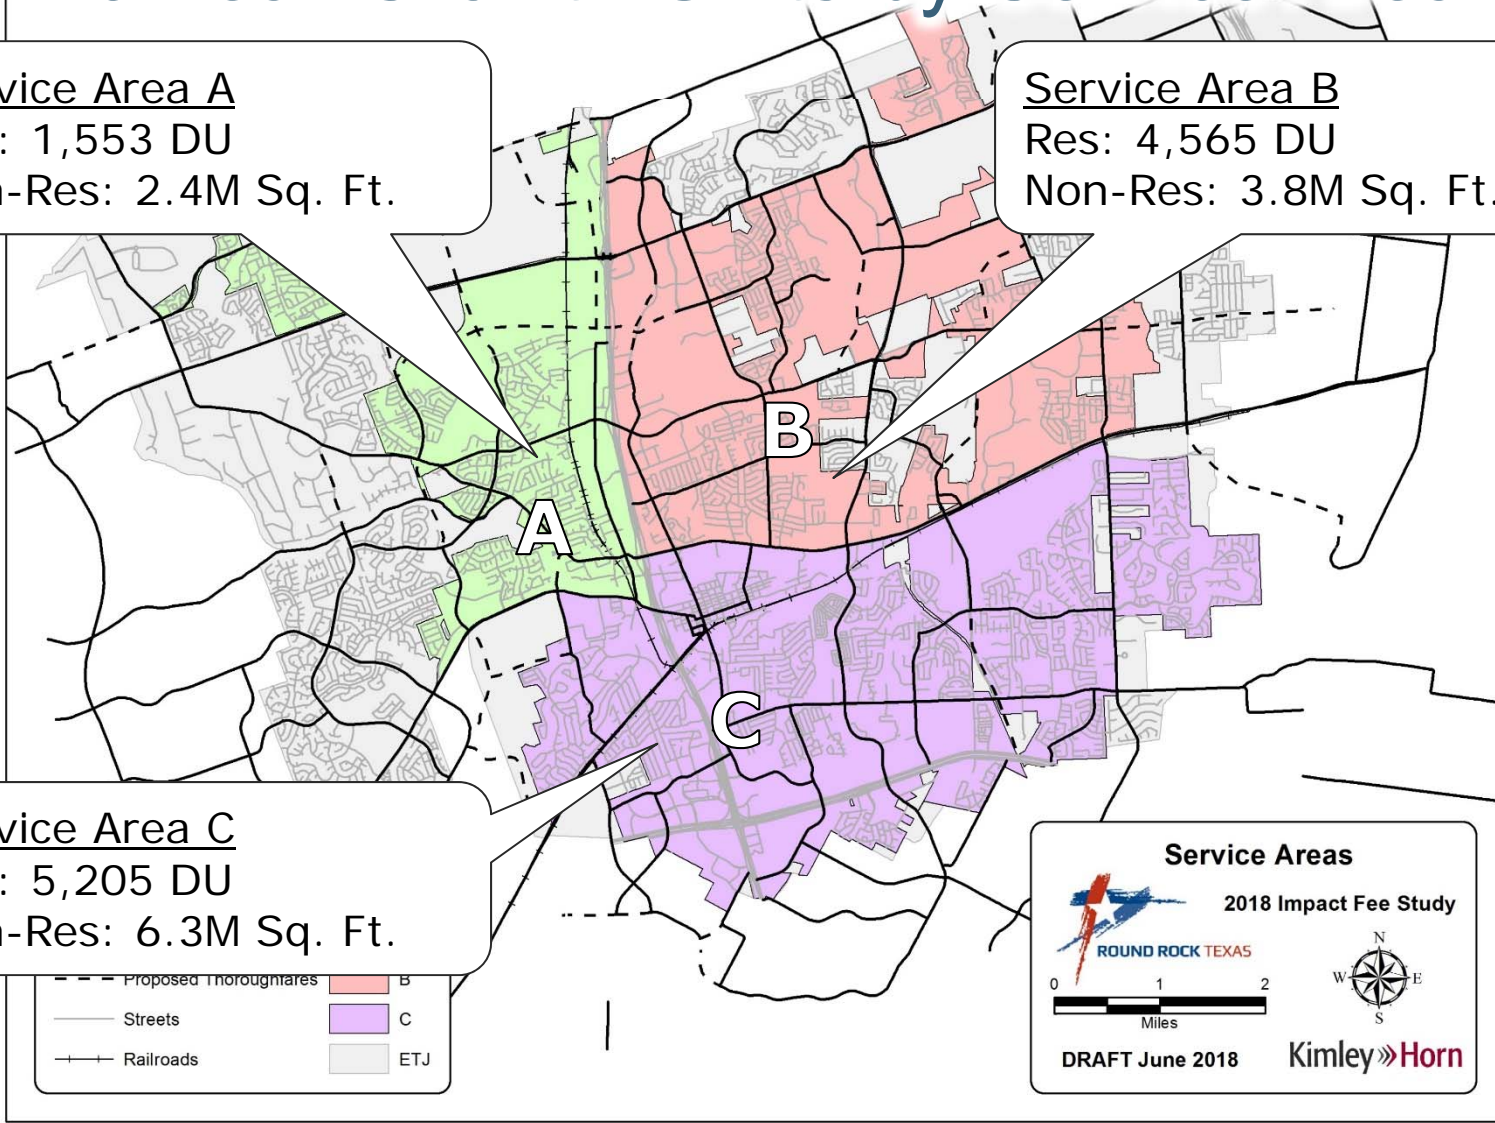 vice Area A
: 1,553 DU
-Res: 2.4M Sq. Ft.
Service Area B
Res: 4,565 DU
Non-Res: 3.8M Sq. Ft.
B
A
C
vice Area C
: 5,205 DU
-Res: 6.3M Sq. Ft.
Proposed Thoroughfares
B
Streets
C
Railroads
ETJ
Service Areas
2018 Impact Fee Study
ROUND ROCK TEXAS
N
W
E
S
0 1 2
Miles
DRAFT June 2018
Kimley»Horn